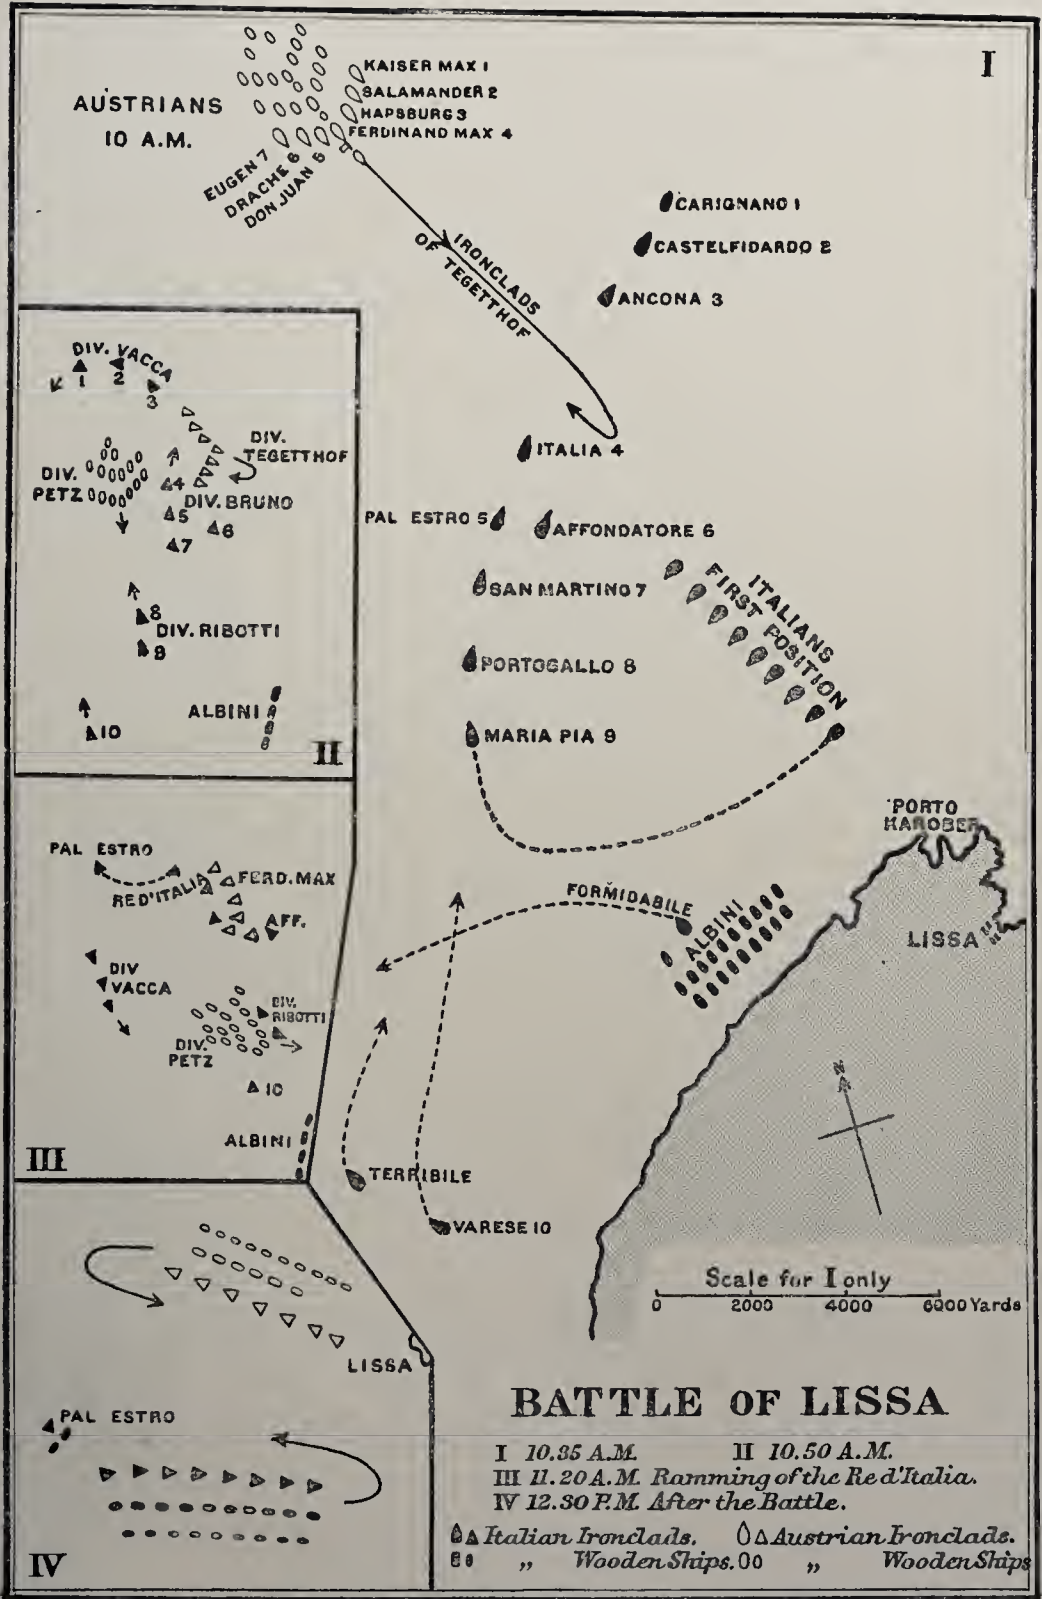 I
KAISER MAX 1
SALAMANDER 2
HAPSBURG 3
FERDINAND MAX 4
AUSTRIANS
10 A.M.
EUGEN 7
DRACHE 6
DON JUAN 5
IRONCLADS
OF TEGETTHOF
CARIGNANO 1
CASTELFIDARDO 2
ANCONA 3
ITALIA 4
PAL ESTRO 5
AFFONDATORE 6
SAN MARTINO 7
PORTOGALLO 8
MARIA PIA 9
ITALIANS
FIRST POSITION
PORTO
KAROBER
LISSA
FORMIDABILE
ALBINI
TERRIBILE
VARESE 10
N
Scale for I only
0 2000 4000 6000 Yards
DIV. VACCA
1 2 3
DIV.
TEGETTHOF
DIV.
PETZ
4
DIV. BRUNO
5 6
7
8
DIV. RIBOTTI
9
ALBINI
10
II
PAL ESTRO
RE D'ITALIA
FERD. MAX
AFF.
DIV
VACCA
DIV.
RIBOTTI
DIV.
PETZ
10
ALBINI
III
LISSA
PAL ESTRO
IV
BATTLE OF LISSA
I 10.35 A.M. II 10.50 A.M.
III 11.20 A.M. Ramming of the Re d'Italia.
IV 12.30 P.M. After the Battle.
Italian Ironclads. Austrian Ironclads.
„ Wooden Ships. „ Wooden Ships